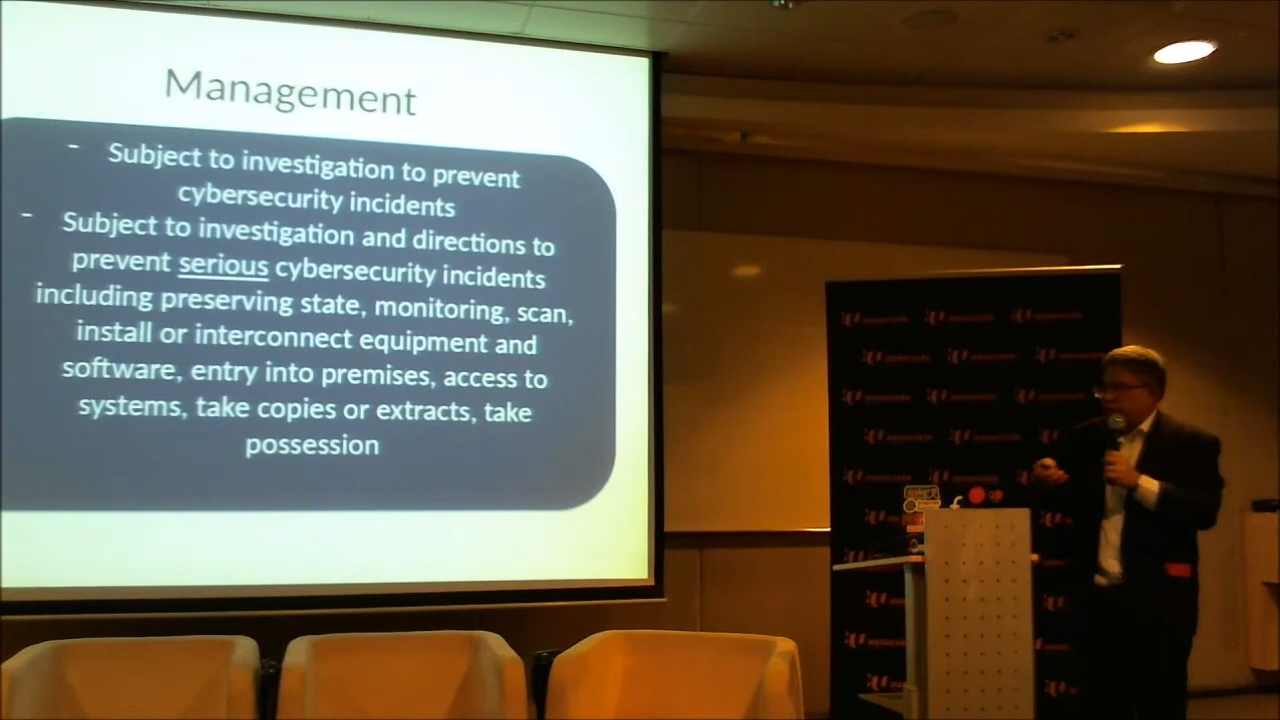 Management
- Subject to investigation to prevent
cybersecurity incidents
- Subject to investigation and directions to
prevent serious cybersecurity incidents
including preserving state, monitoring, scan,
install or interconnect equipment and
software, entry into premises, access to
systems, take copies or extracts, take
possession